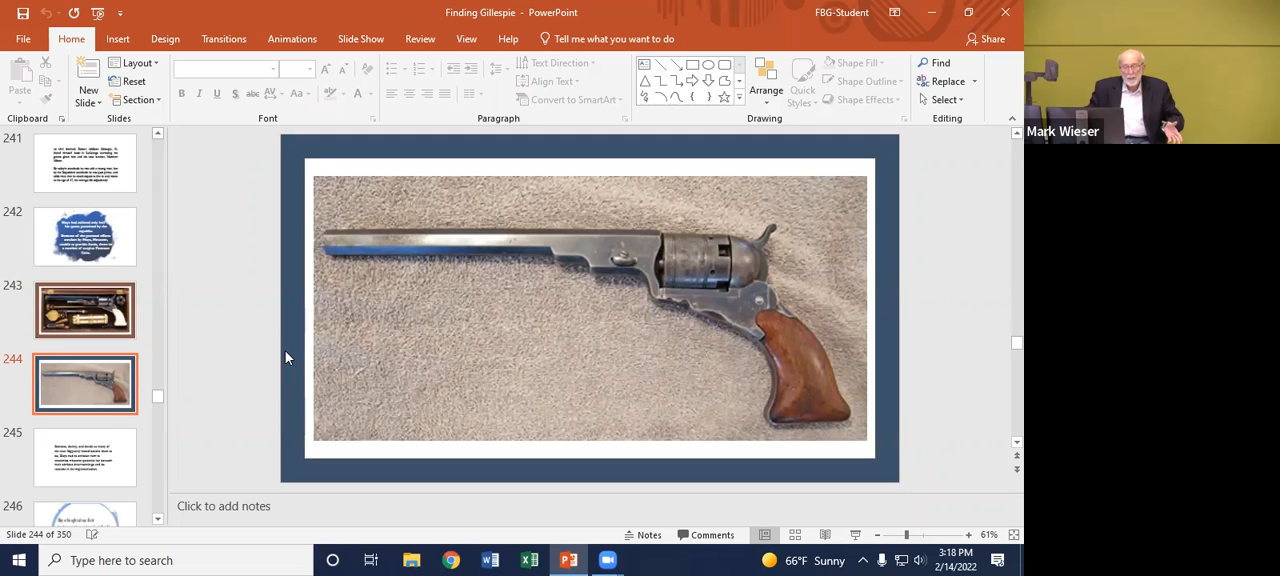 Finding Gillespie - PowerPoint
FBG-Student
File Home Insert Design Transitions Animations Slide Show Review View Help Tell me what you want to do Share
Paste
Clipboard
New Slide
Layout
Reset
Section
Slides
B I U S abc AV Aa A
Font
Text Direction
Align Text
Convert to SmartArt
Paragraph
Arrange
Quick Styles
Shape Fill
Shape Outline
Shape Effects
Drawing
Find
Replace
Select
Editing
Mark Wieser
241
242
243
244
245
246
Click to add notes
Slide 244 of 350
Notes
Comments
61%
Type here to search
66°F Sunny
3:18 PM
2/14/2022